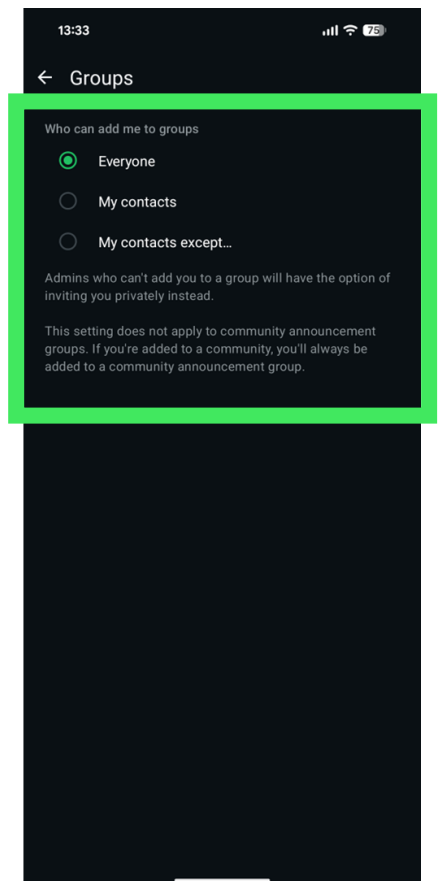 13:33
75
Groups
Who can add me to groups
Everyone
My contacts
My contacts except...
Admins who can't add you to a group will have the option of
inviting you privately instead.
This setting does not apply to community announcement
groups. If you're added to a community, you'll always be
added to a community announcement group.